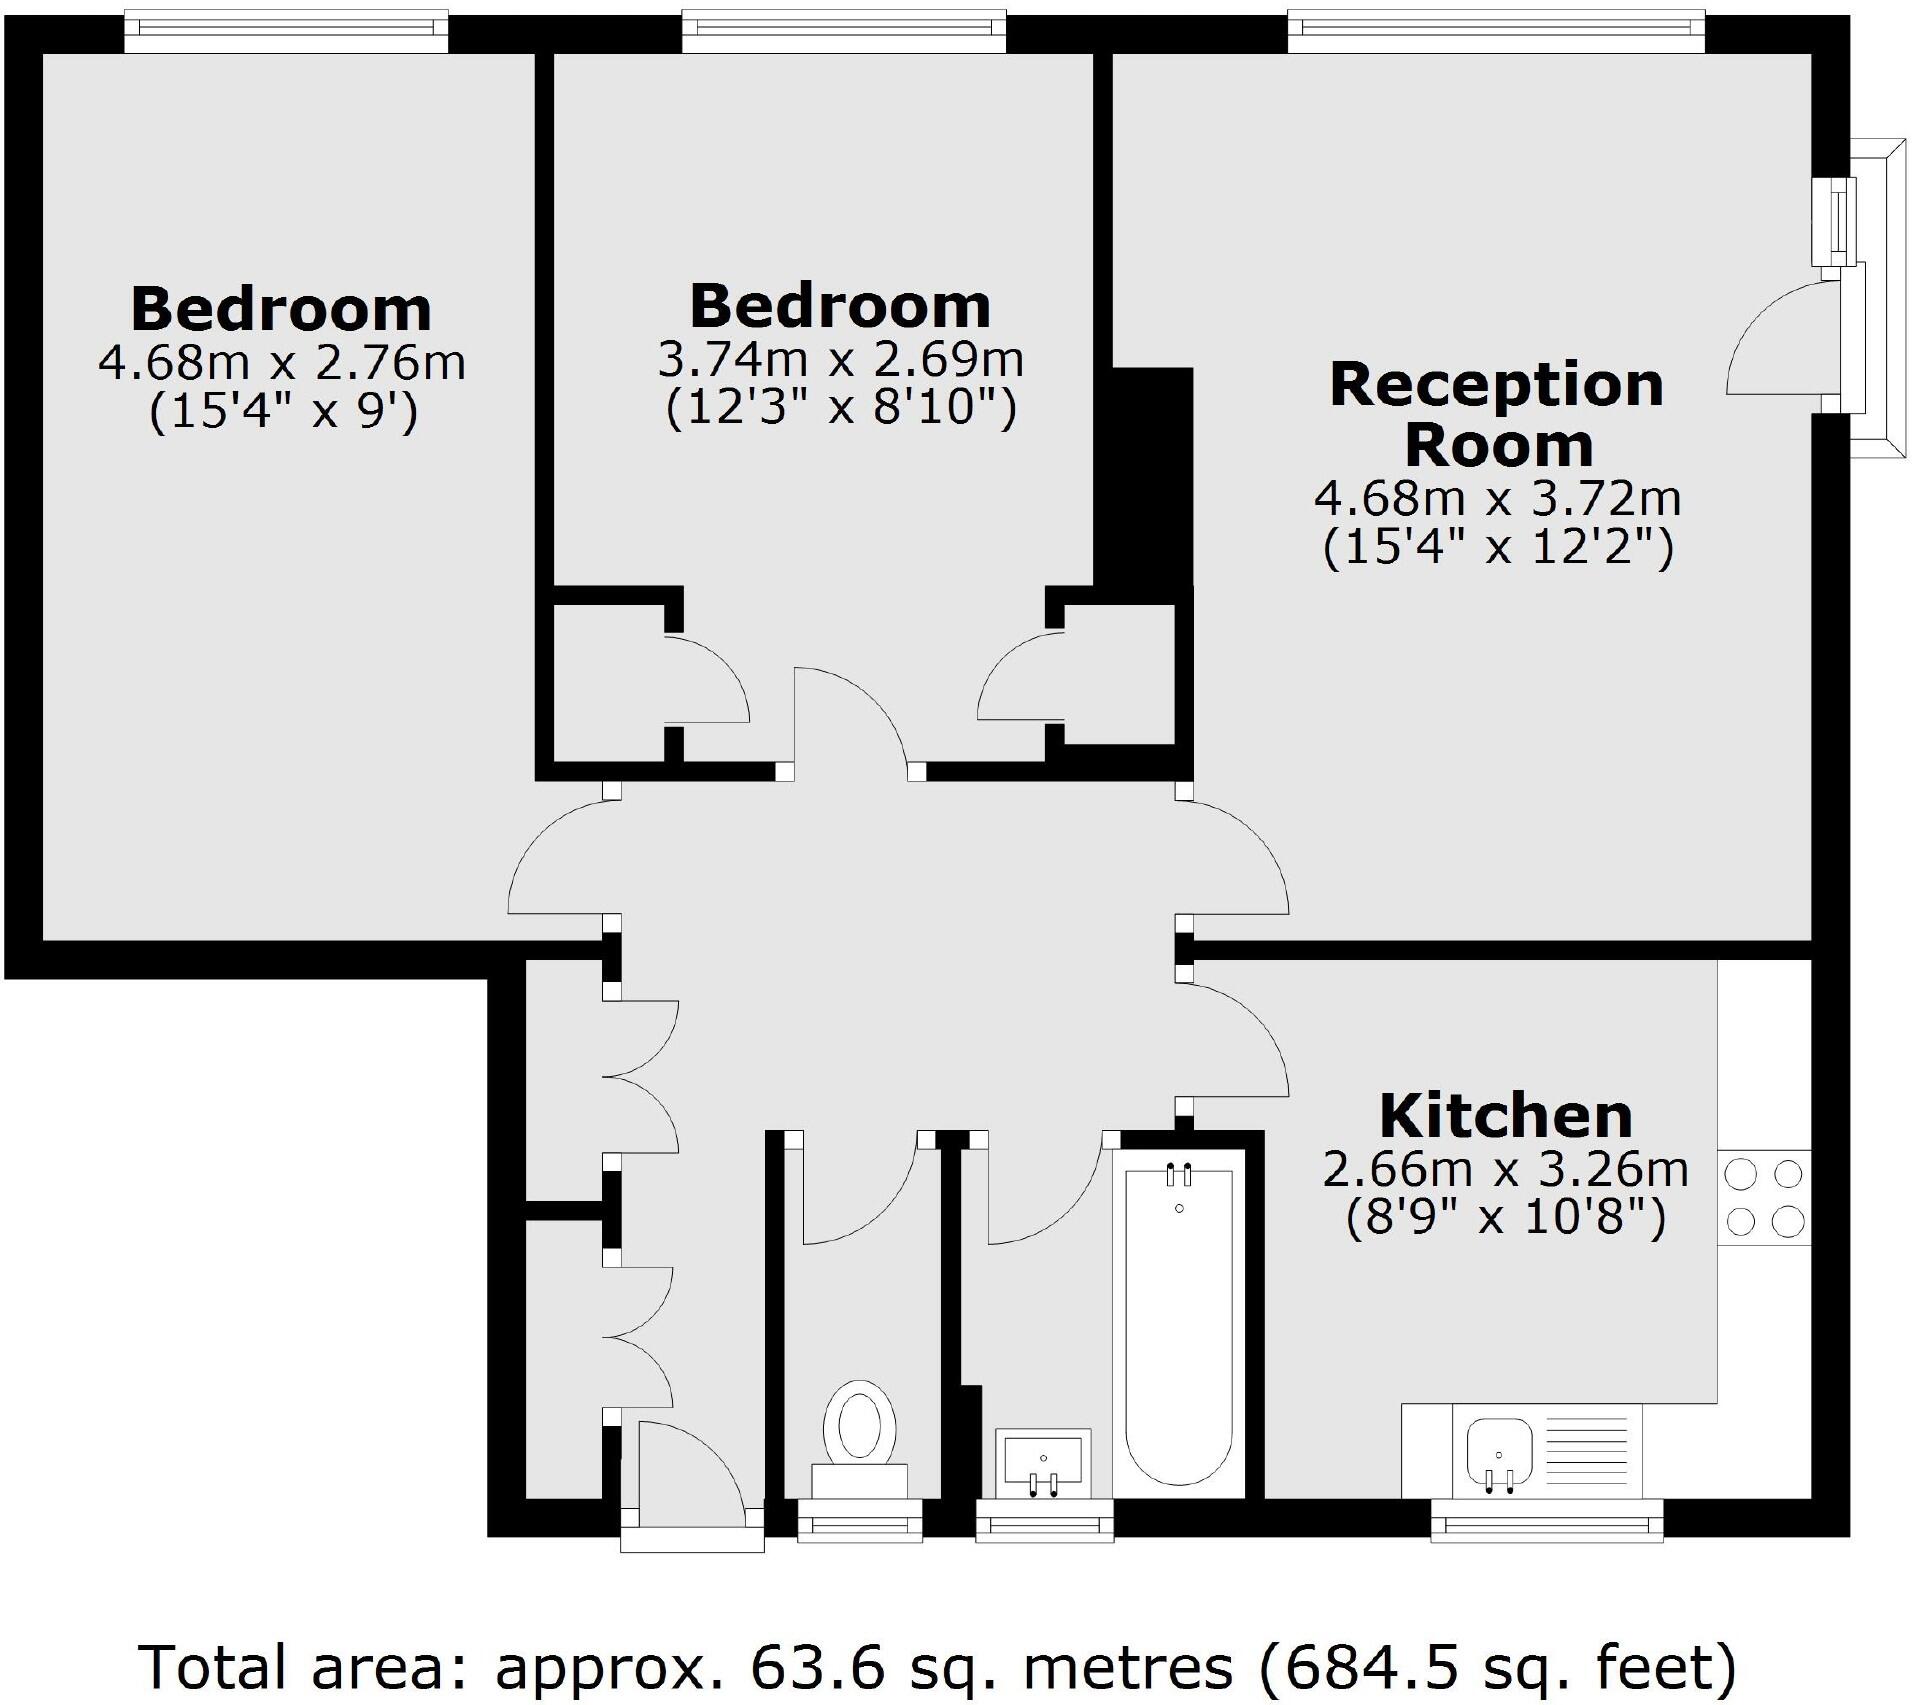 Bedroom
4.68m x 2.76m
(15'4" x 9')
Bedroom
3.74m x 2.69m
(12'3" x 8'10")
Reception
Room
4.68m x 3.72m
(15'4" x 12'2")
Kitchen
2.66m x 3.26m
(8'9" x 10'8")
Total area: approx. 63.6 sq. metres (684.5 sq. feet)